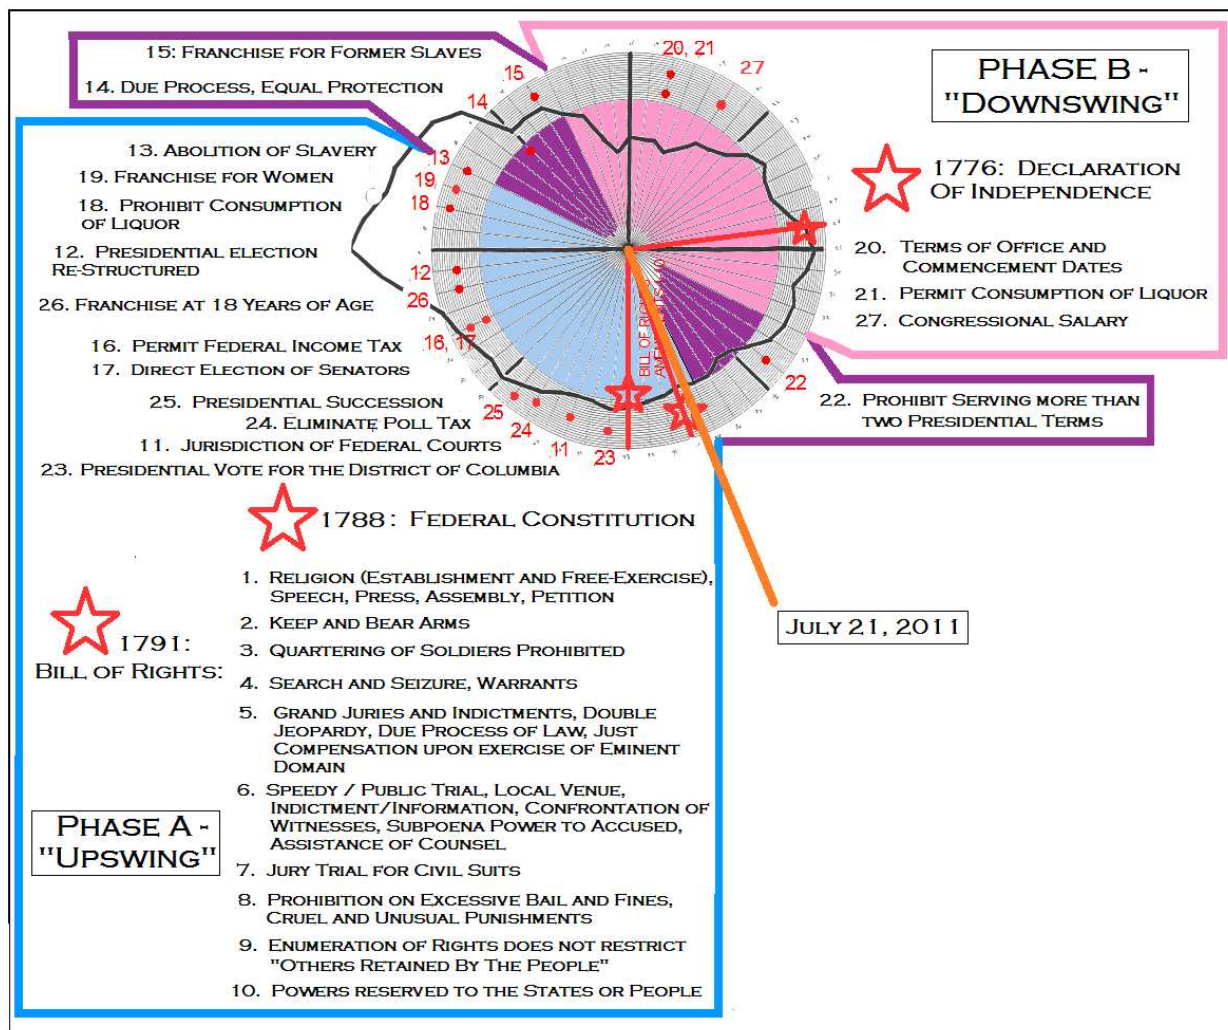 15: Franchise for Former Slaves
14. Due Process, Equal Protection
13. Abolition of Slavery
19. Franchise for Women
18. Prohibit Consumption
of Liquor
12. Presidential election
Re-Structured
26. Franchise at 18 Years of Age
16. Permit Federal Income Tax
17. Direct Election of Senators
25. Presidential Succession
24. Eliminate Poll Tax
11. Jurisdiction of Federal Courts
23. Presidential Vote for the District of Columbia
15
14
13
19
18
12
26
16, 17
25
24
11
23
20, 21
27
22
Bill of Rights
Phase B -
"Downswing"
1776: Declaration
Of Independence
20. Terms of Office and
Commencement Dates
21. Permit Consumption of Liquor
27. Congressional Salary
22. Prohibit Serving more than
two Presidential Terms
July 21, 2011
1788: Federal Constitution
1791:
Bill of Rights:
1. Religion (Establishment and Free-Exercise),
Speech, Press, Assembly, Petition
2. Keep and Bear Arms
3. Quartering of Soldiers Prohibited
4. Search and Seizure, Warrants
5. Grand Juries and Indictments, Double
Jeopardy, Due Process of Law, Just
Compensation upon exercise of Eminent
Domain
6. Speedy / Public Trial, Local Venue,
Indictment/Information, Confrontation of
Witnesses, Subpoena Power to Accused,
Assistance of Counsel
7. Jury Trial for Civil Suits
8. Prohibition on Excessive Bail and Fines,
Cruel and Unusual Punishments
9. Enumeration of Rights does not restrict
"Others Retained By The People"
10. Powers reserved to the States or People
Phase A -
"Upswing"